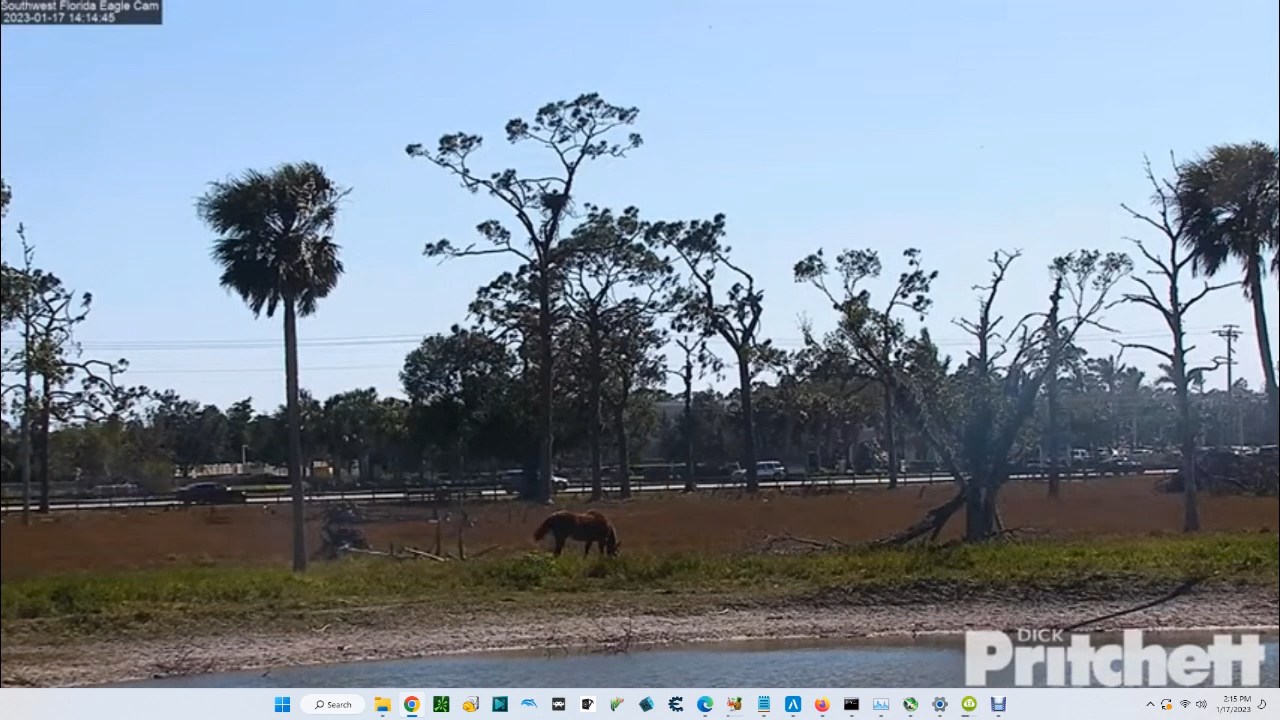 Southwest Florida Eagle Cam
2023-01-17 14:14:45
DICK
Pritchett
Search
2:15 PM
1/17/2023